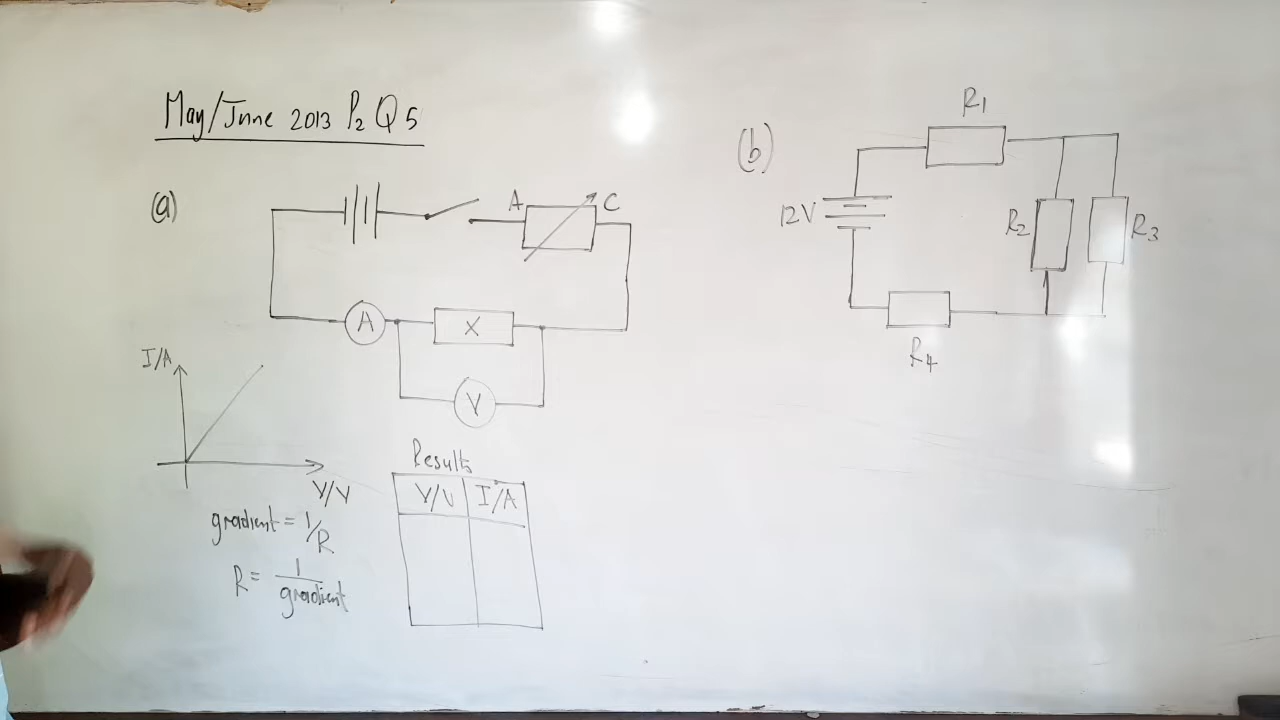 May/June 2013 P2 Q5
(a)
A
C
A
X
V
I/A
V/V
gradient = 1/R
R = 1/gradient
Results
V/V I/A
(b)
R1
12V
R2
R3
R4